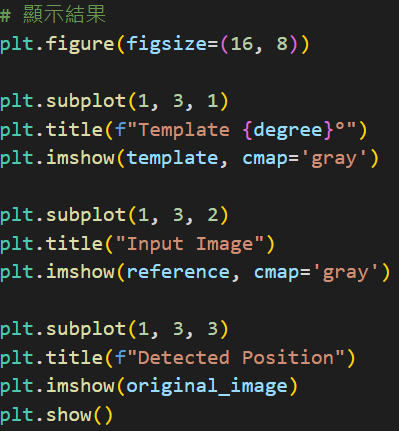 # 顯示結果
plt.figure(figsize=(16, 8))
plt.subplot(1, 3, 1)
plt.title(f"Template {degree}°")
plt.imshow(template, cmap='gray')
plt.subplot(1, 3, 2)
plt.title("Input Image")
plt.imshow(reference, cmap='gray')
plt.subplot(1, 3, 3)
plt.title(f"Detected Position")
plt.imshow(original_image)
plt.show()